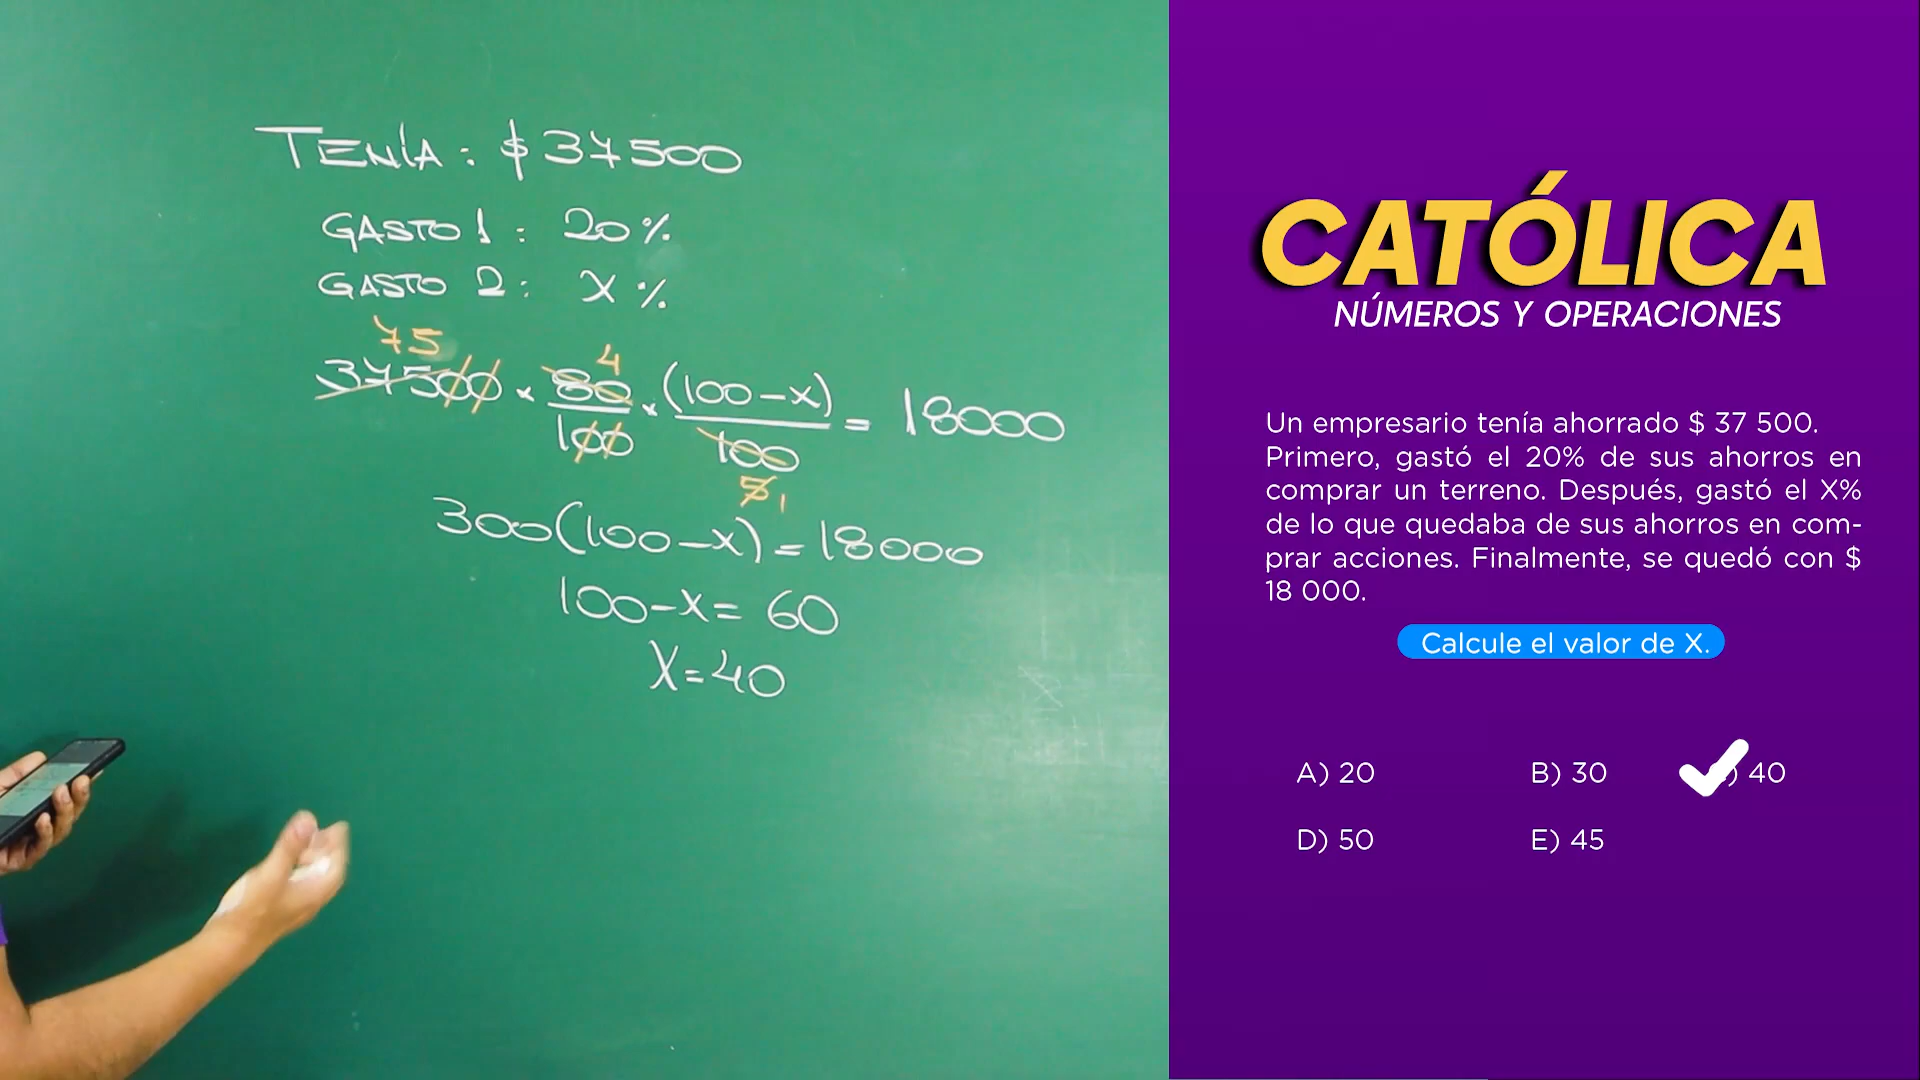 TENÍA : $ 37500
GASTO 1 : 20 %
GASTO 2 : X %
75
4
37500 × 80/100 × (100 - x)/100 = 18000
5 1
300(100 - x) = 18000
100 - x = 60
X = 40
CATÓLICA
NÚMEROS Y OPERACIONES
Un empresario tenía ahorrado $ 37 500.
Primero, gastó el 20% de sus ahorros en
comprar un terreno. Después, gastó el X%
de lo que quedaba de sus ahorros en com-
prar acciones. Finalmente, se quedó con $
18 000.
Calcule el valor de X.
A) 20 B) 30 ) 40
D) 50 E) 45